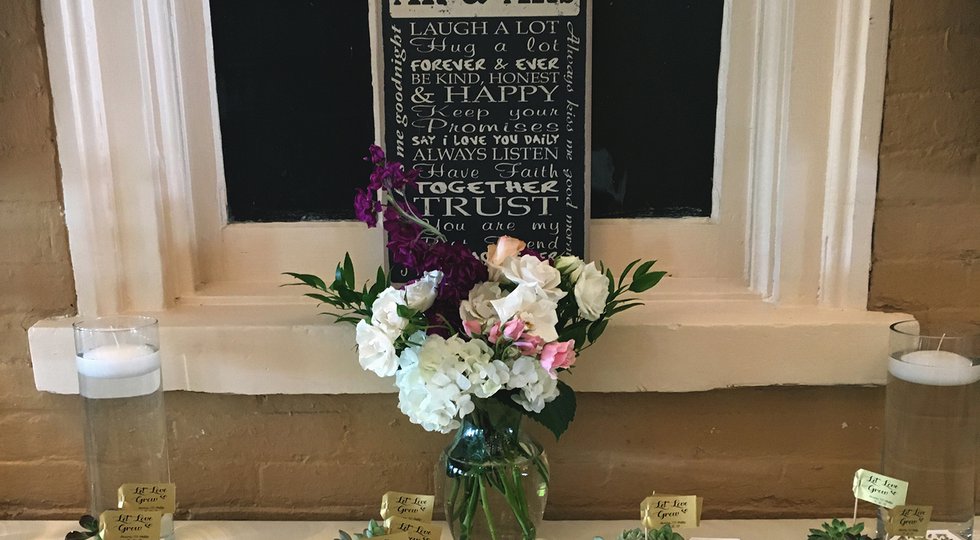 LAUGH A LOT
Hug a lot
FOREVER & EVER
BE KIND, HONEST
& HAPPY
Keep your
Promises
SAY i LOVE YOU DAILY
ALWAYS LISTEN
Have Faith
TOGETHER
TRUST
You are my
me goodnight
Always kiss me good
Let Love
Grow
Let Love
Grow
Let Love
Grow
Let Love
Grow
Let Love
Grow